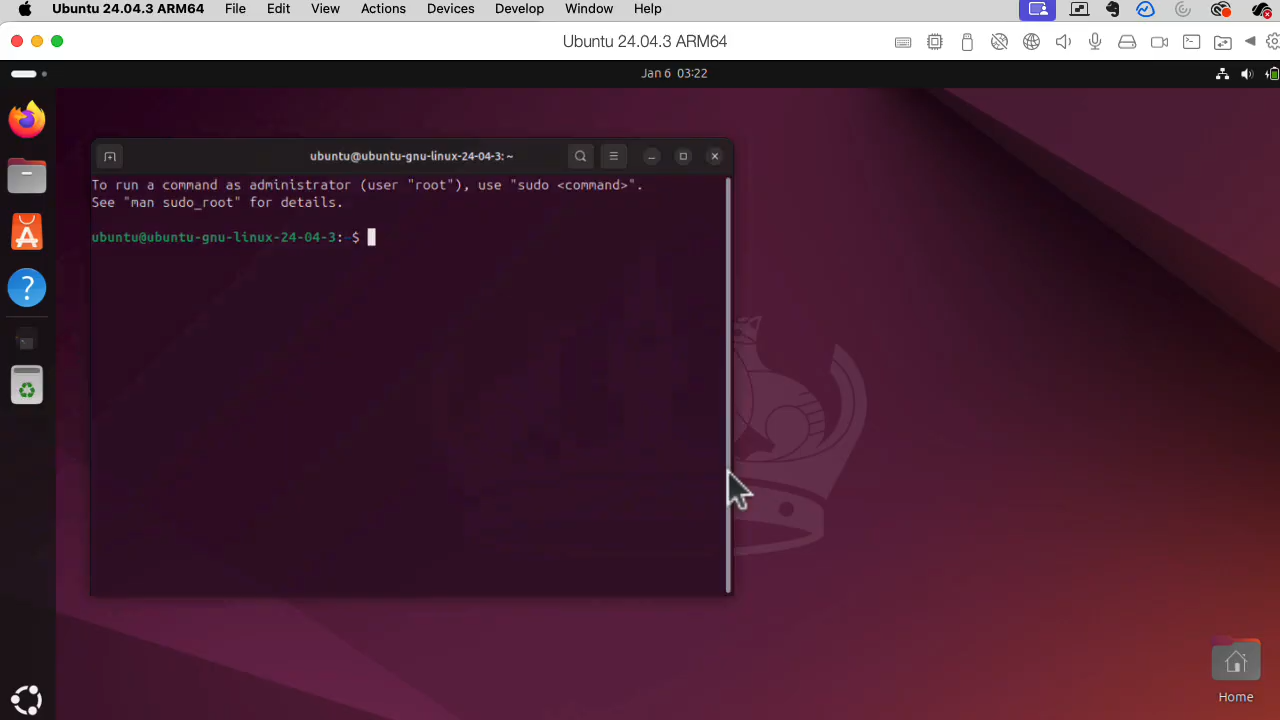 Ubuntu 24.04.3 ARM64 File Edit View Actions Devices Develop Window Help
Ubuntu 24.04.3 ARM64
Jan 6 03:22
ubuntu@ubuntu-gnu-linux-24-04-3: ~
To run a command as administrator (user "root"), use "sudo <command>".
See "man sudo_root" for details.
ubuntu@ubuntu-gnu-linux-24-04-3:~$
Home